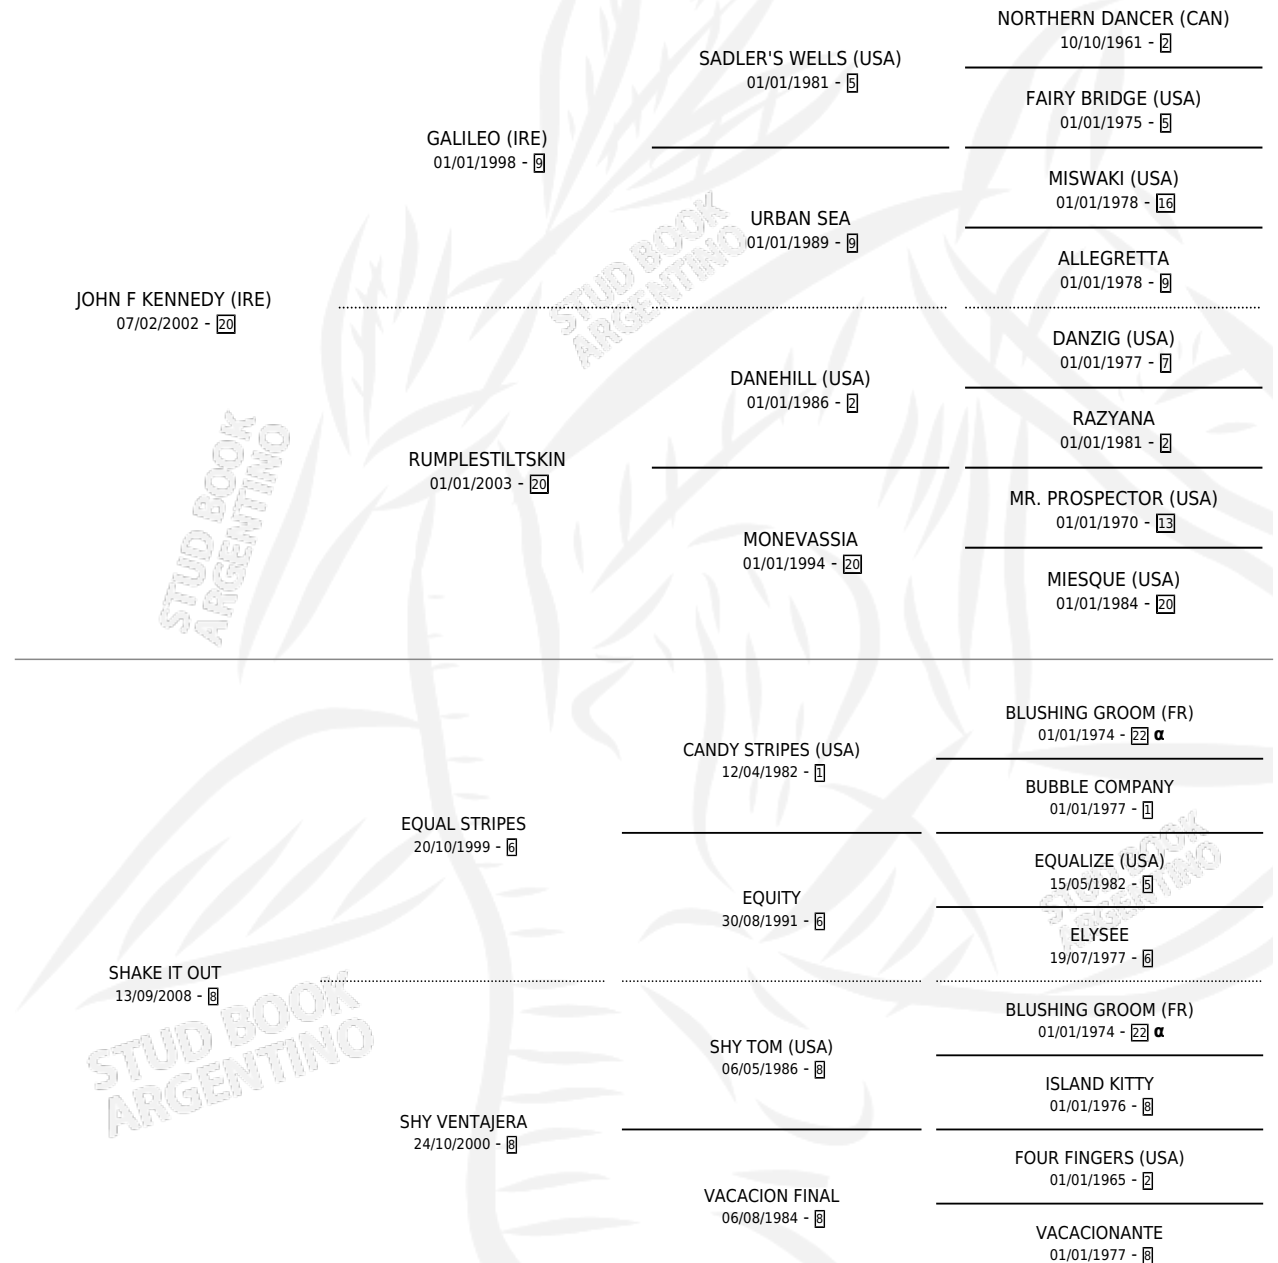 NORTHERN DANCER (CAN)
10/10/1961 - 2
SADLER'S WELLS (USA)
01/01/1981 - 5
FAIRY BRIDGE (USA)
01/01/1975 - 5
GALILEO (IRE)
01/01/1998 - 9
MISWAKI (USA)
01/01/1978 - 16
URBAN SEA
01/01/1989 - 9
ALLEGRETTA
01/01/1978 - 9
STUD BOOK
ARGENTINO
JOHN F KENNEDY (IRE)
07/02/2002 - 20
DANZIG (USA)
01/01/1977 - 7
DANEHILL (USA)
01/01/1986 - 2
RAZYANA
01/01/1981 - 2
RUMPLESTILTSKIN
01/01/2003 - 20
MR. PROSPECTOR (USA)
01/01/1970 - 13
MONEVASSIA
01/01/1994 - 20
MIESQUE (USA)
01/01/1984 - 20
STUD BOOK
ARGENTINO
BLUSHING GROOM (FR)
01/01/1974 - 22 α
CANDY STRIPES (USA)
12/04/1982 - 1
BUBBLE COMPANY
01/01/1977 - 1
EQUAL STRIPES
20/10/1999 - 6
EQUALIZE (USA)
15/05/1982 - 5
EQUITY
30/08/1991 - 6
ELYSEE
19/07/1977 - 6
STUD BOOK
ARGENTINO
SHAKE IT OUT
13/09/2008 - 8
BLUSHING GROOM (FR)
01/01/1974 - 22 α
SHY TOM (USA)
06/05/1986 - 8
ISLAND KITTY
01/01/1976 - 8
SHY VENTAJERA
24/10/2000 - 8
FOUR FINGERS (USA)
01/01/1965 - 2
VACACION FINAL
06/08/1984 - 8
VACACIONANTE
01/01/1977 - 8
STUD BOOK
ARGENTINO